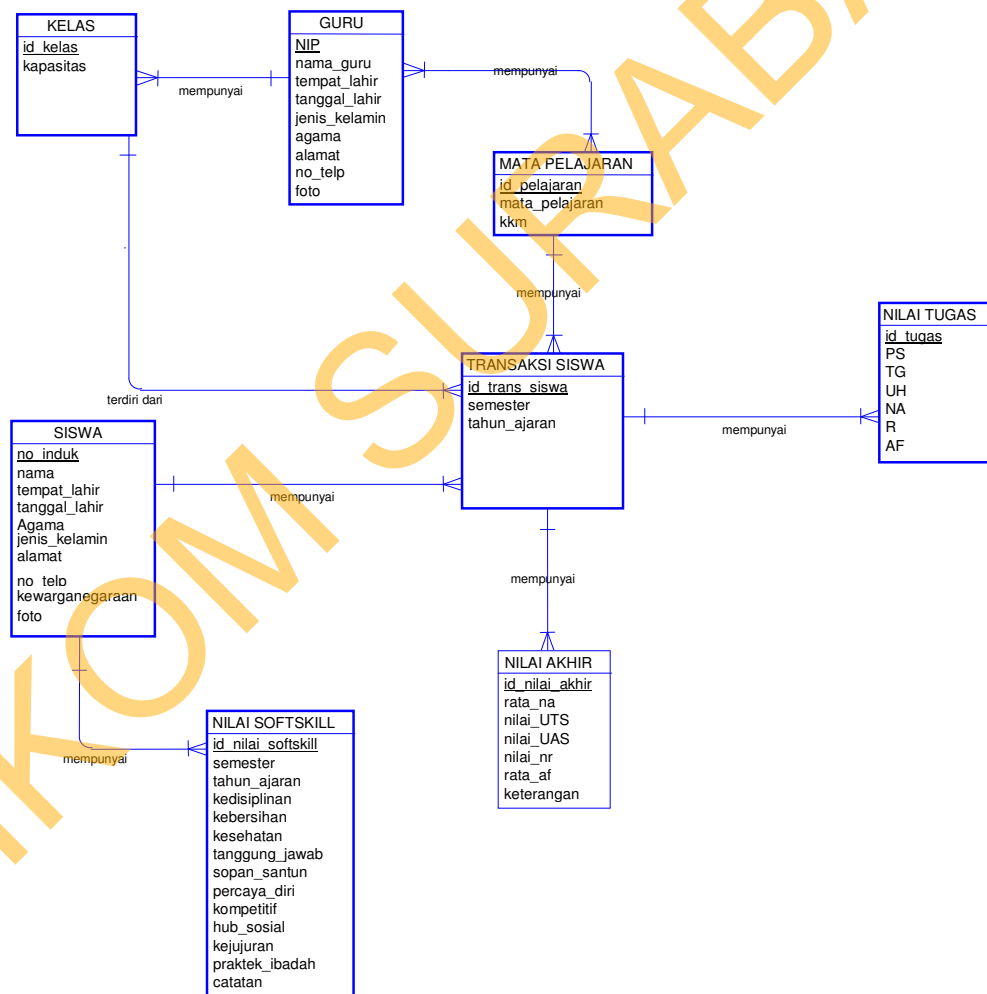 KELAS
id_kelas
kapasitas
GURU
NIP
nama_guru
tempat_lahir
tanggal_lahir
jenis_kelamin
agama
alamat
no_telp
foto
mempunyai
mempunyai
MATA PELAJARAN
id_pelajaran
mata_pelajaran
kkm
mempunyai
NILAI TUGAS
id_tugas
PS
TG
UH
NA
R
AF
TRANSAKSI SISWA
id_trans_siswa
semester
tahun_ajaran
terdiri dari
mempunyai
SISWA
no_induk
nama
tempat_lahir
tanggal_lahir
Agama
jenis_kelamin
alamat
no_telp
kewarganegaraan
foto
mempunyai
mempunyai
NILAI AKHIR
id_nilai_akhir
rata_na
nilai_UTS
nilai_UAS
nilai_nr
rata_af
keterangan
mempunyai
NILAI SOFTSKILL
id_nilai_softskill
semester
tahun_ajaran
kedisiplinan
kebersihan
kesehatan
tanggung_jawab
sopan_santun
percaya_diri
kompetitif
hub_sosial
kejujuran
praktek_ibadah
catatan
IKOM SURABA